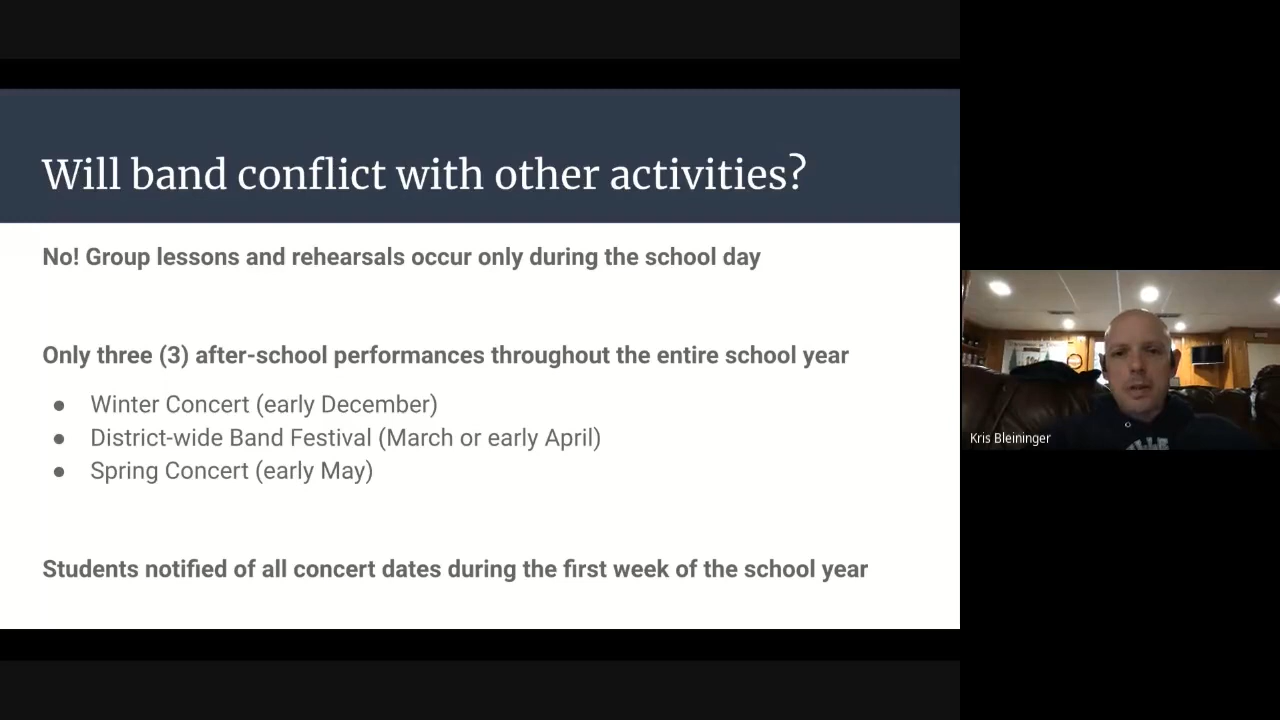 Will band conflict with other activities?
No! Group lessons and rehearsals occur only during the school day
Only three (3) after-school performances throughout the entire school year
● Winter Concert (early December)
● District-wide Band Festival (March or early April)
● Spring Concert (early May)
Students notified of all concert dates during the first week of the school year
Kris Bleininger